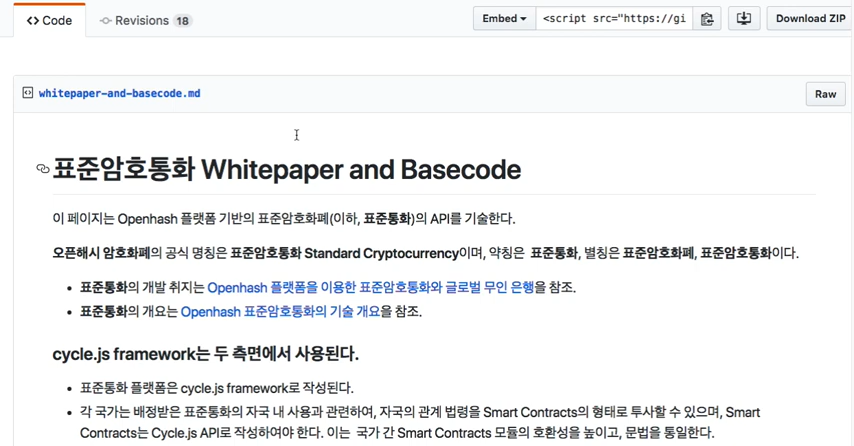 Code
Revisions 18
Embed
<script src="https://gi
Download ZIP
whitepaper-and-basecode.md
Raw
표준암호통화 Whitepaper and Basecode
이 페이지는 Openhash 플랫폼 기반의 표준암호화폐(이하, 표준통화)의 API를 기술한다.
오픈해시 암호화폐의 공식 명칭은 표준암호통화 Standard Cryptocurrency이며, 약칭은 표준통화, 별칭은 표준암호화폐, 표준암호통화이다.
표준통화의 개발 취지는 Openhash 플랫폼을 이용한 표준암호통화와 글로벌 무인 은행을 참조.
표준통화의 개요는 Openhash 표준암호통화의 기술 개요을 참조.
cycle.js framework는 두 측면에서 사용된다.
표준통화 플랫폼은 cycle.js framework로 작성된다.
각 국가는 배정받은 표준통화의 자국 내 사용과 관련하여, 자국의 관계 법령을 Smart Contracts의 형태로 투사할 수 있으며, Smart
Contracts는 Cycle.js API로 작성하여야 한다. 이는 국가 간 Smart Contracts 모듈의 호환성을 높이고, 문법을 통일한다.